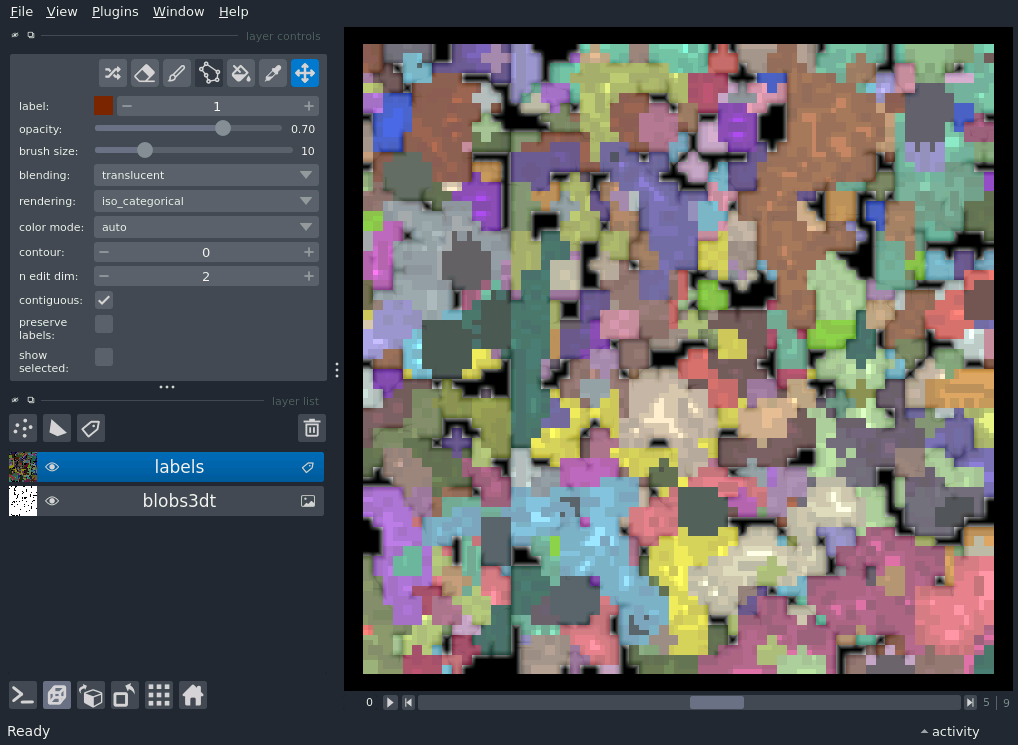 File View Plugins Window Help
layer controls
label: 1
opacity: 0.70
brush size: 10
blending: translucent
rendering: iso_categorical
color mode: auto
contour: 0
n edit dim: 2
contiguous:
preserve
labels:
show
selected:
layer list
labels
blobs3dt
0 5 9
Ready activity